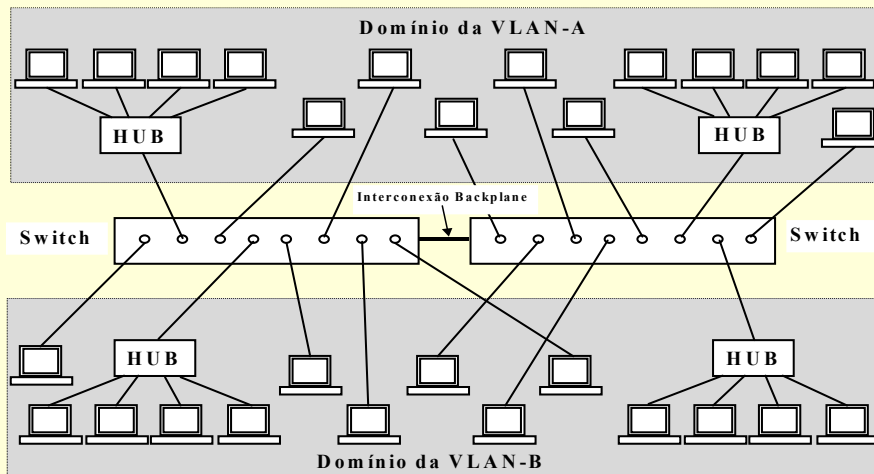 Domínio da VLAN-A
HUB
HUB
Interconexão Backplane
Switch
Switch
HUB
HUB
Domínio da VLAN-B